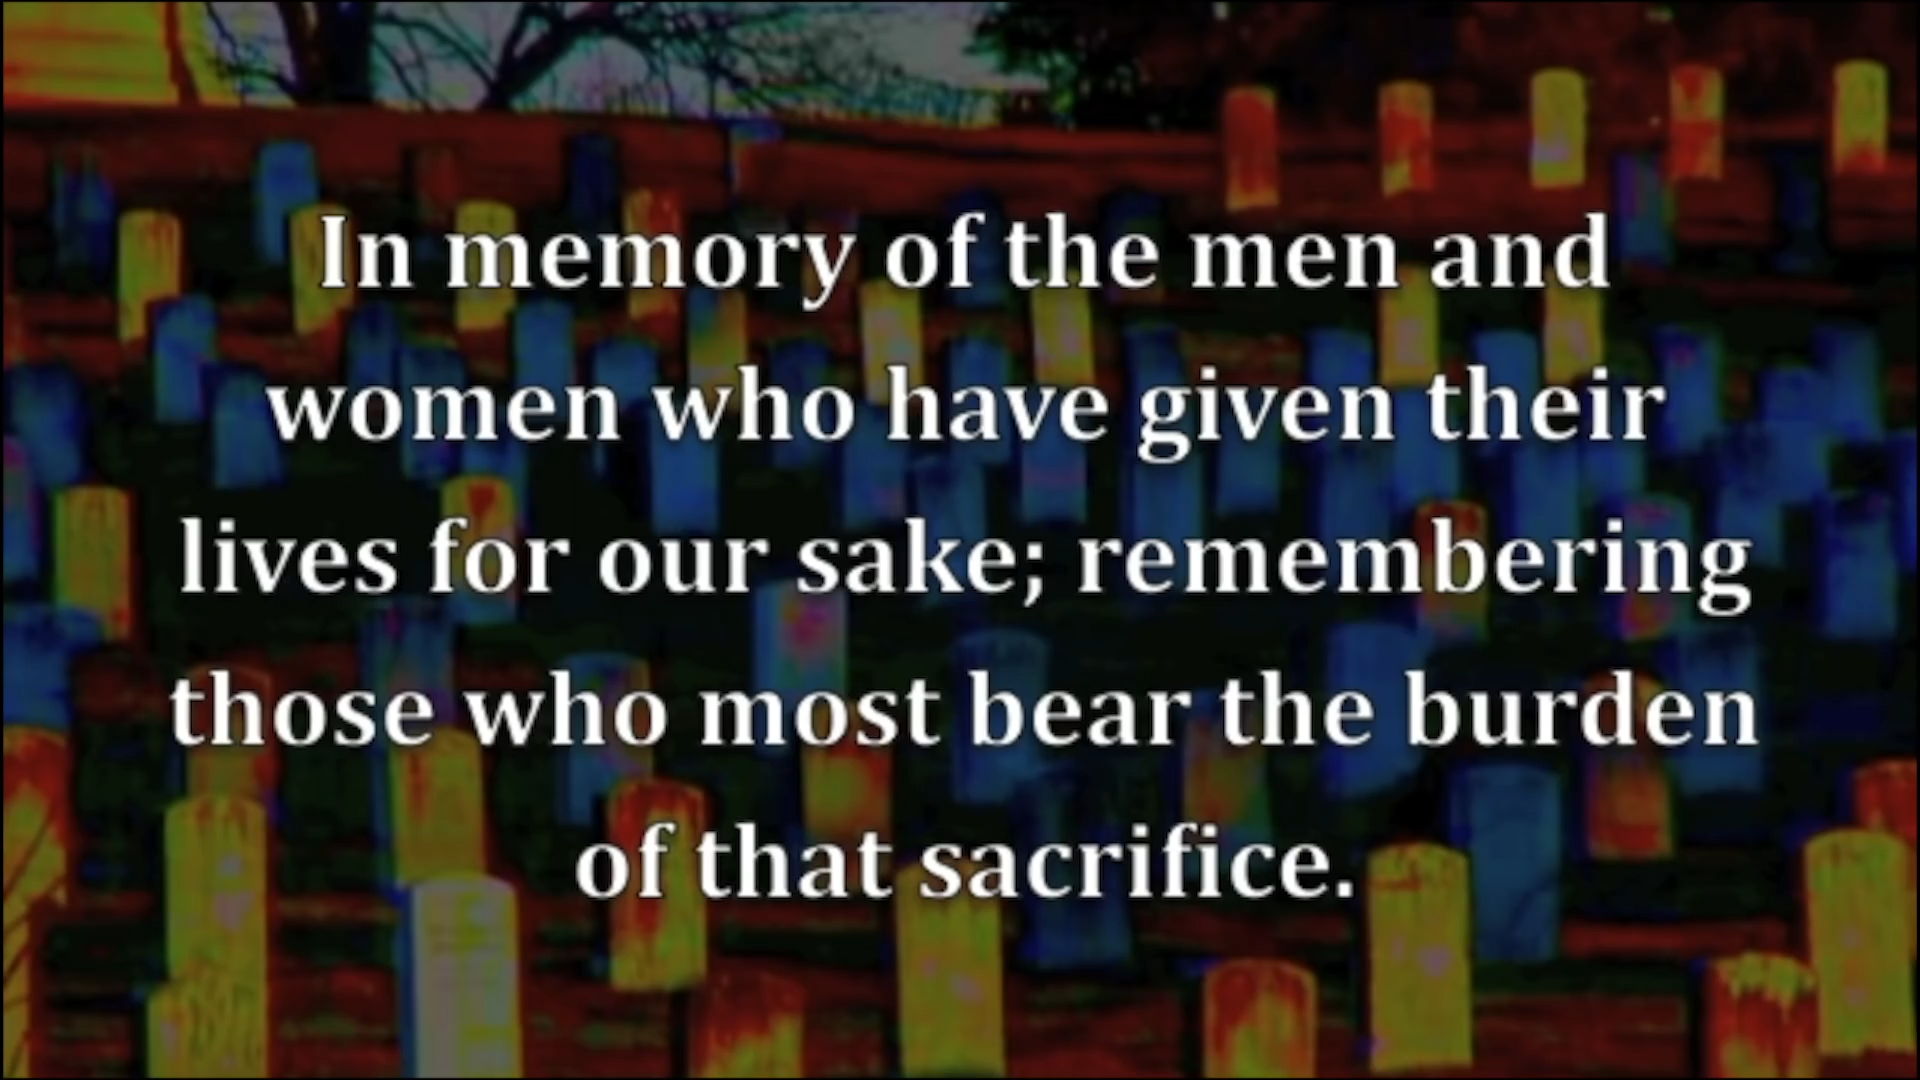 In memory of the men and
women who have given their
lives for our sake; remembering
those who most bear the burden
of that sacrifice.